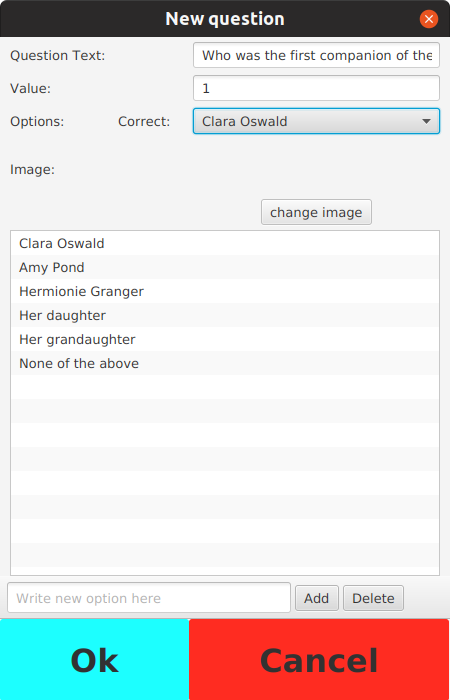 New question
Question Text: Who was the first companion of the
Value: 1
Options: Correct: Clara Oswald
Image:
change image
Clara Oswald
Amy Pond
Hermionie Granger
Her daughter
Her grandaughter
None of the above
Write new option here Add Delete
Ok Cancel